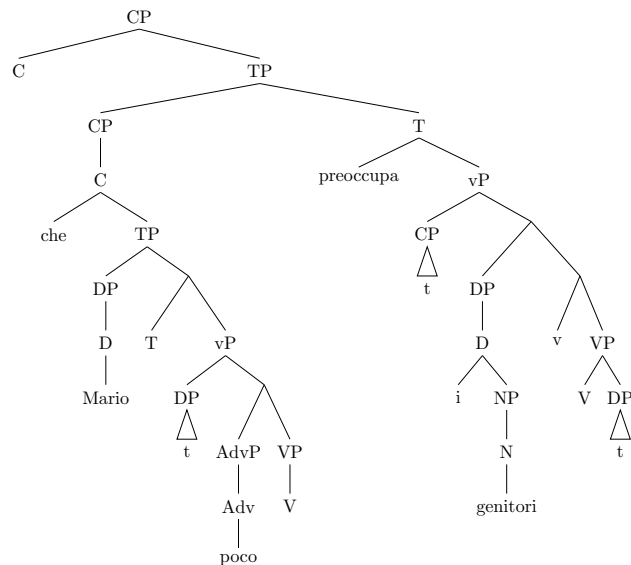 CP
C TP
CP T
C preoccupa vP
che TP CP
DP t DP
D T vP D v VP
Mario DP i NP V DP
t AdvP VP N t
Adv V genitori
poco